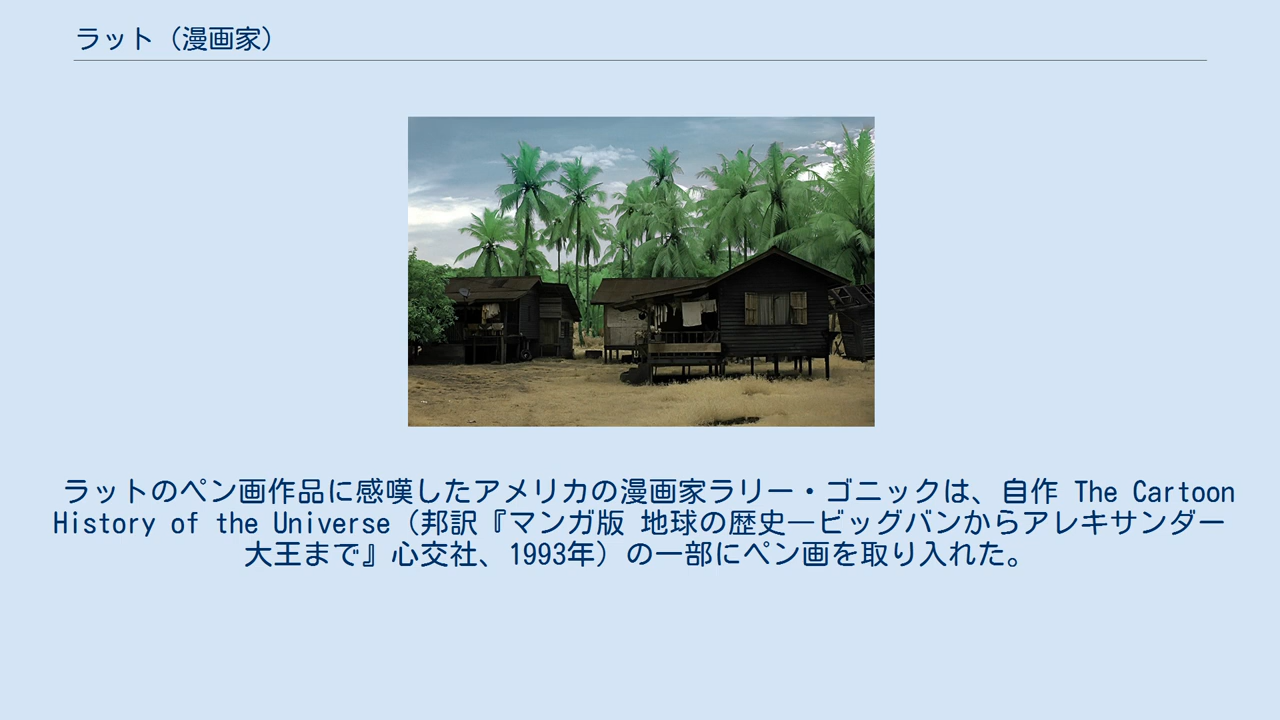 ラット（漫画家）
ラットのペン画作品に感嘆したアメリカの漫画家ラリー・ゴニックは、自作 The Cartoon
History of the Universe（邦訳『マンガ版 地球の歴史―ビッグバンからアレキサンダー
大王まで』心交社、1993年）の一部にペン画を取り入れた。